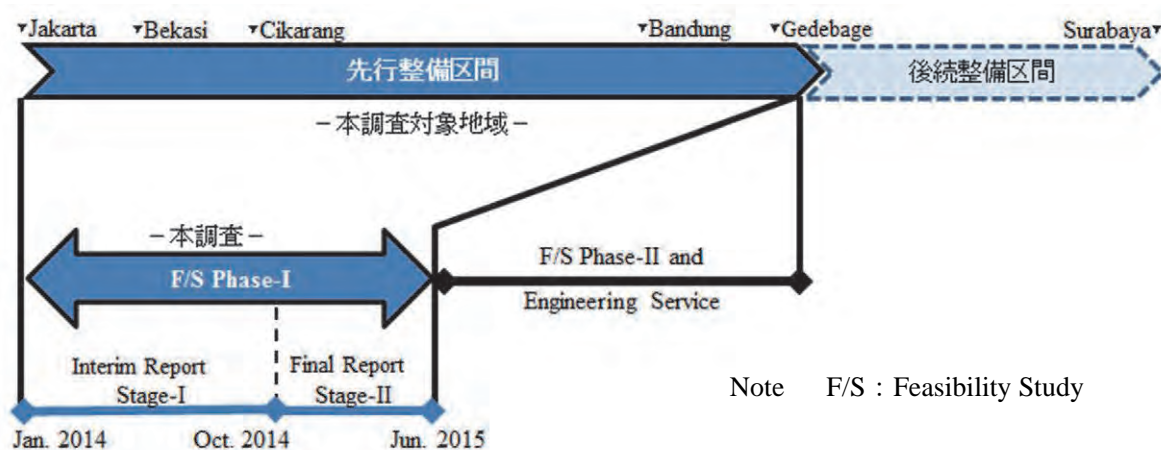 ▼Jakarta ▼Bekasi ▼Cikarang ▼Bandung ▼Gedebage Surabaya▼
先行整備区間 後続整備区間
－本調査対象地域－
－本調査－
F/S Phase-I
F/S Phase-II and
Engineering Service
Interim Report
Stage-I
Final Report
Stage-II
Note F/S : Feasibility Study
Jan. 2014 Oct. 2014 Jun. 2015